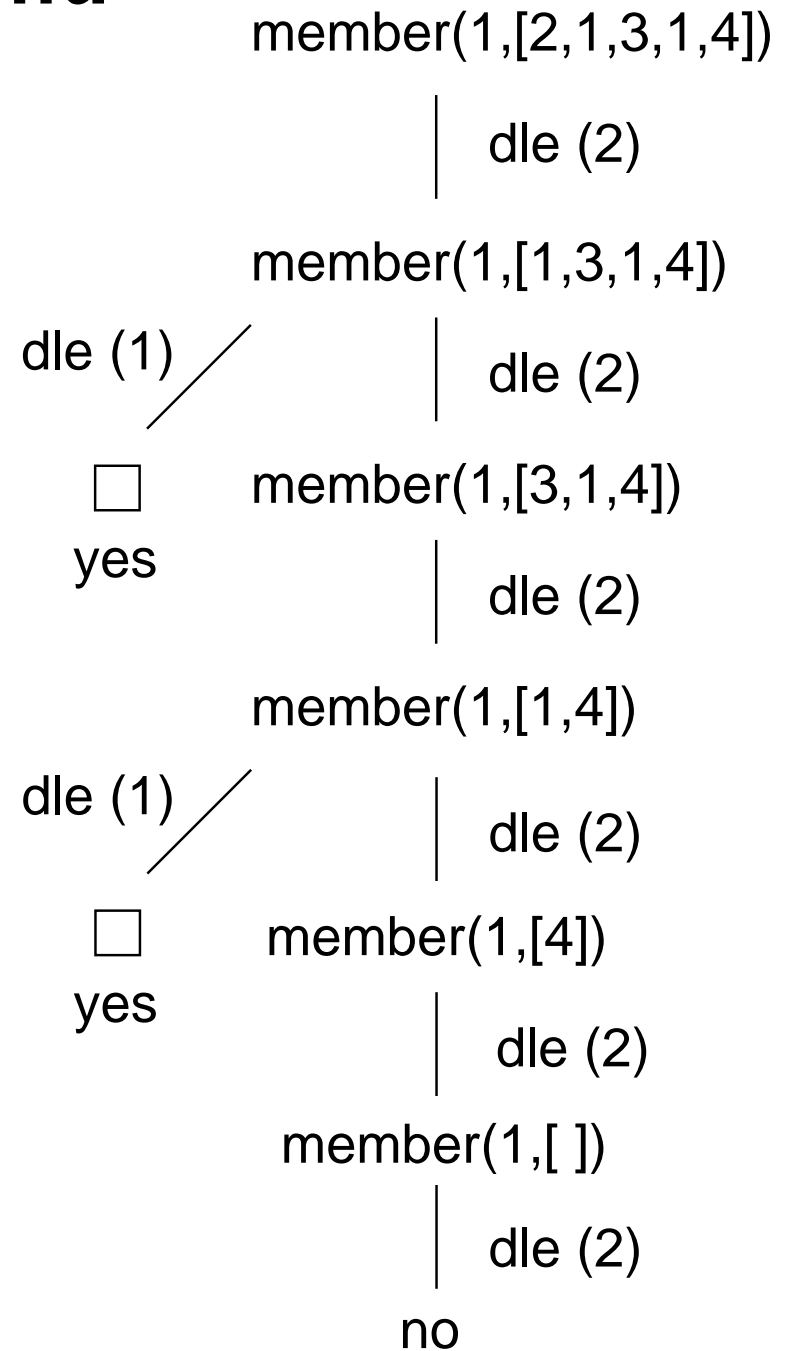 member(1,[2,1,3,1,4])
dle (2)
member(1,[1,3,1,4])
dle (1)
dle (2)
yes
member(1,[3,1,4])
dle (2)
member(1,[1,4])
dle (1)
dle (2)
yes
member(1,[4])
dle (2)
member(1,[ ])
dle (2)
no